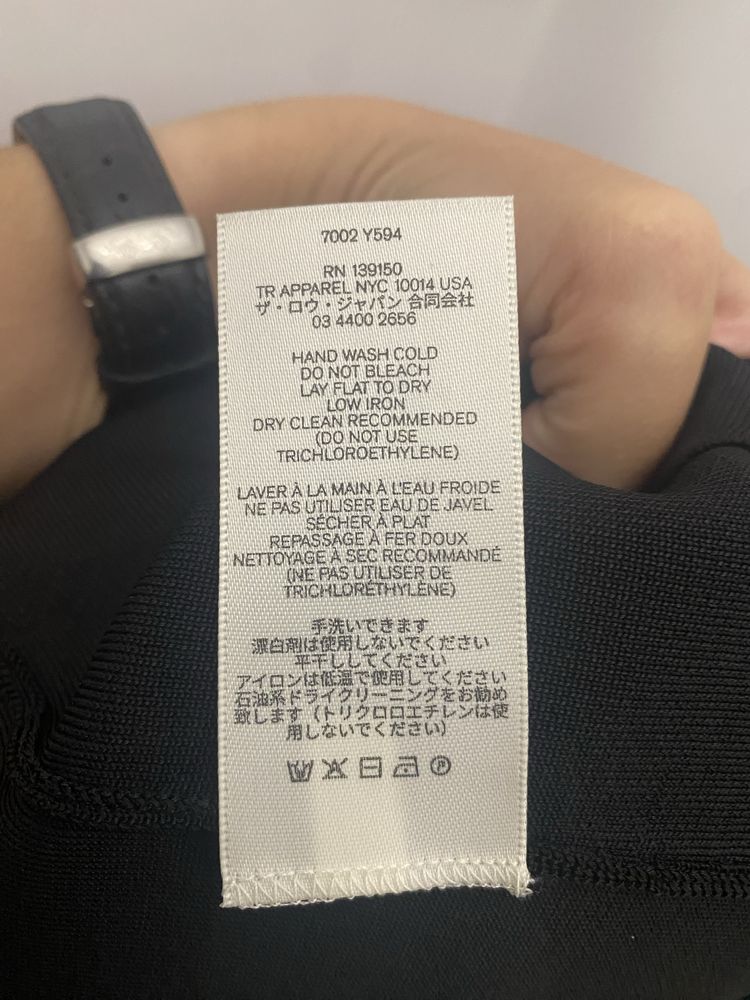 7002 Y594
RN 139150
TR APPAREL NYC 10014 USA
ザ・ロウ・ジャパン 合同会社
03 4400 2656
HAND WASH COLD
DO NOT BLEACH
LAY FLAT TO DRY
LOW IRON
DRY CLEAN RECOMMENDED
(DO NOT USE
TRICHLOROETHYLENE)
LAVER À LA MAIN À L'EAU FROIDE
NE PAS UTILISER EAU DE JAVEL
SÉCHER À PLAT
REPASSAGE À FER DOUX
NETTOYAGE À SEC RECOMMANDÉ
(NE PAS UTILISER DE
TRICHLORÉTHYLÈNE)
手洗いできます
漂白剤は使用しないでください
平干ししてください
アイロンは低温で使用してください
石油系ドライクリーニングをお勧め
致します（トリクロロエチレンは使
用しないでください）
P